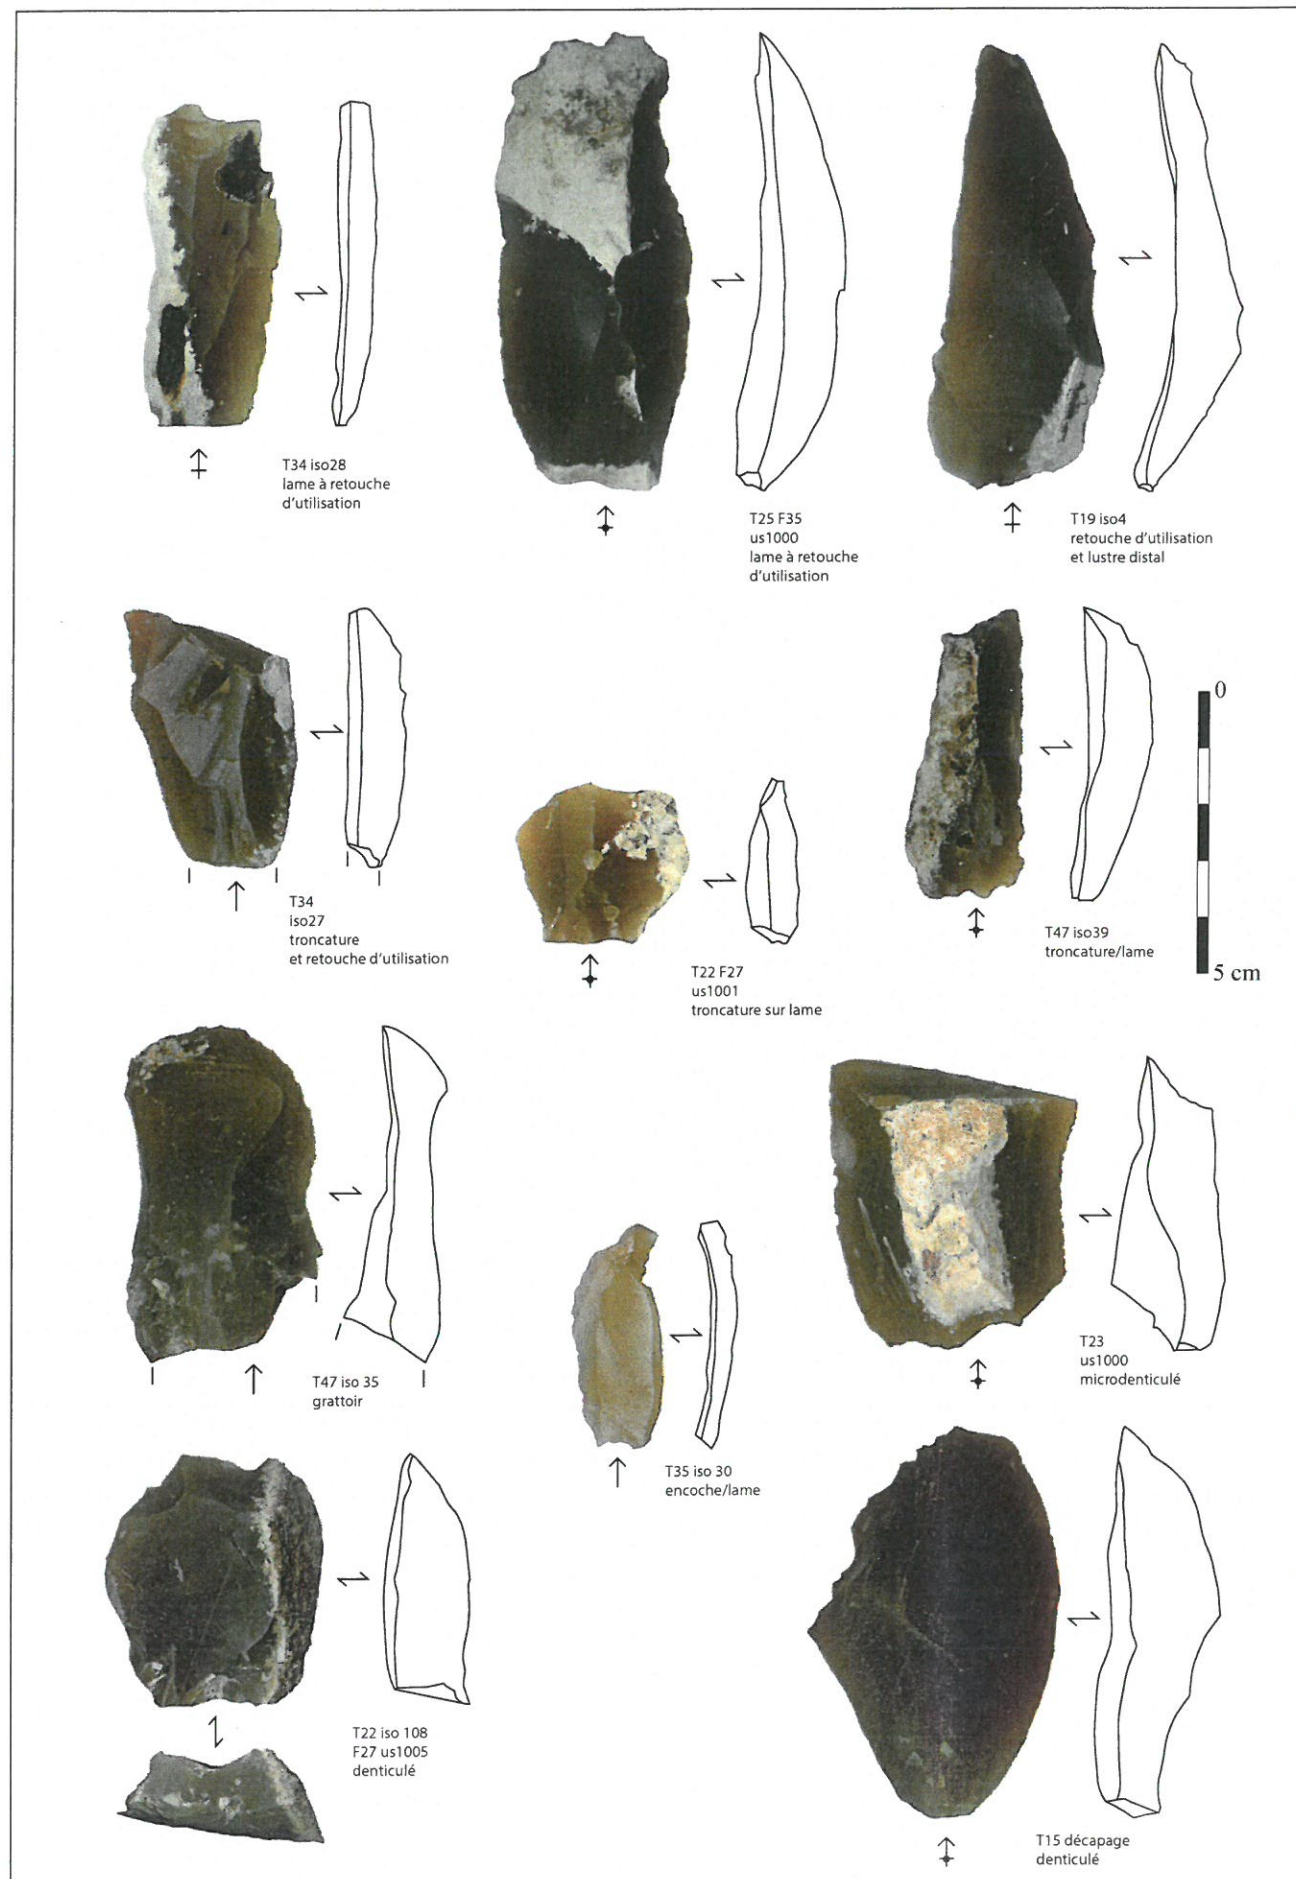 T34 iso28
lame à retouche
d'utilisation
T25 F35
us1000
lame à retouche
d'utilisation
T19 iso4
retouche d'utilisation
et lustre distal
T34
iso27
troncature
et retouche d'utilisation
T22 F27
us1001
troncature sur lame
T47 iso39
troncature/lame
0
5 cm
T47 iso 35
grattoir
T35 iso 30
encoche/lame
T23
us1000
microdenticulé
T22 iso 108
F27 us1005
denticulé
T15 décapage
denticulé